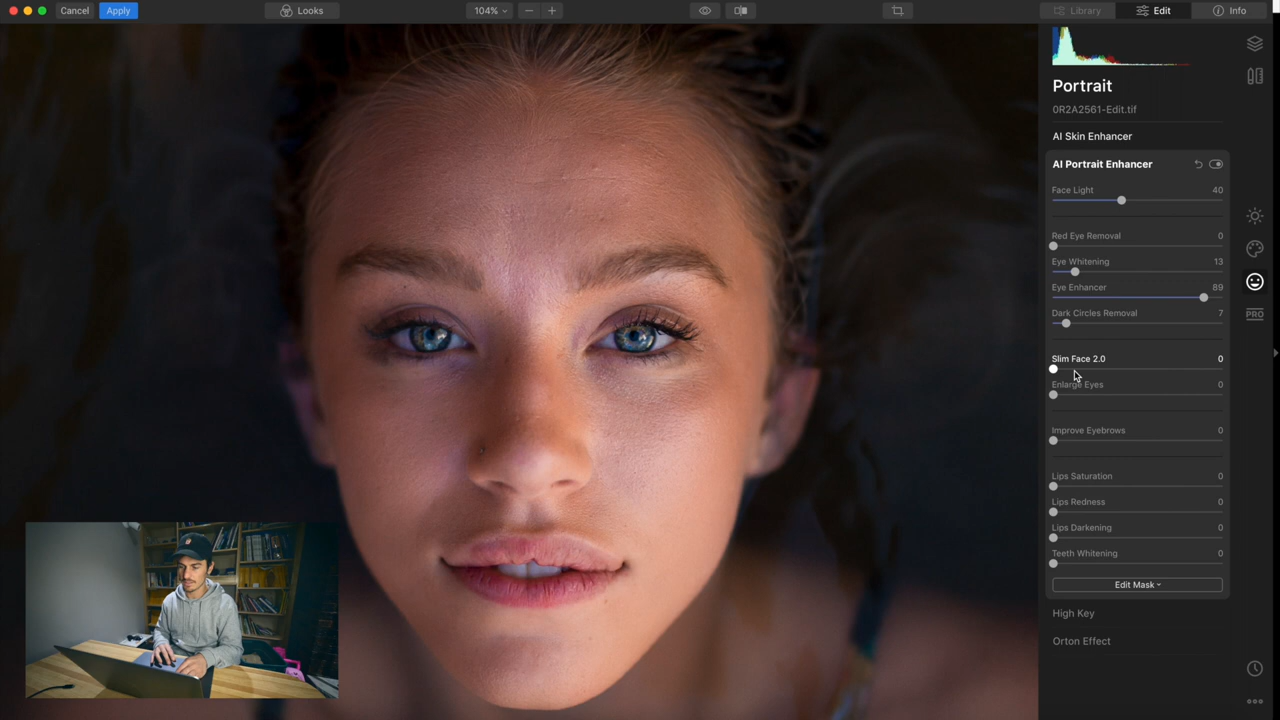 Cancel Apply Looks 104% Library Edit Info
Portrait
0R2A2561-Edit.tif
AI Skin Enhancer
AI Portrait Enhancer
Face Light 40
Red Eye Removal 0
Eye Whitening 13
Eye Enhancer 89
Dark Circles Removal 7
Slim Face 2.0 0
Enlarge Eyes 0
Improve Eyebrows 0
Lips Saturation 0
Lips Redness 0
Lips Darkening 0
Teeth Whitening 0
Edit Mask
High Key
Orton Effect
PRO